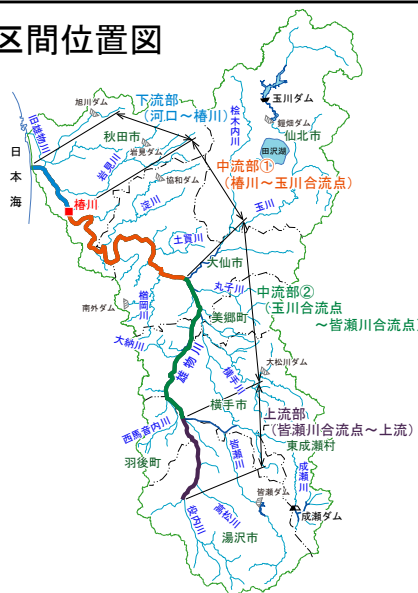 区間位置図
旭川ダム
下流部
（河口～椿川）
旧雄物川
秋田市
岩見ダム
岩見川
桧木内川
玉川ダム
鎧畑ダム
仙北市
田沢湖
日本海
椿川
協和ダム
淀川
中流部①
（椿川～玉川合流点）
玉川
土買川
大仙市
丸子川
中流部②
（玉川合流点
～皆瀬川合流点）
楢岡川
南外ダム
美郷町
大納川
雄物川
横手川
大松川ダム
横手市
上流部
（皆瀬川合流点～上流）
西馬音内川
皆瀬川
東成瀬村
羽後町
成瀬川
皆瀬ダム
成瀬ダム
役内川
高松川
湯沢市